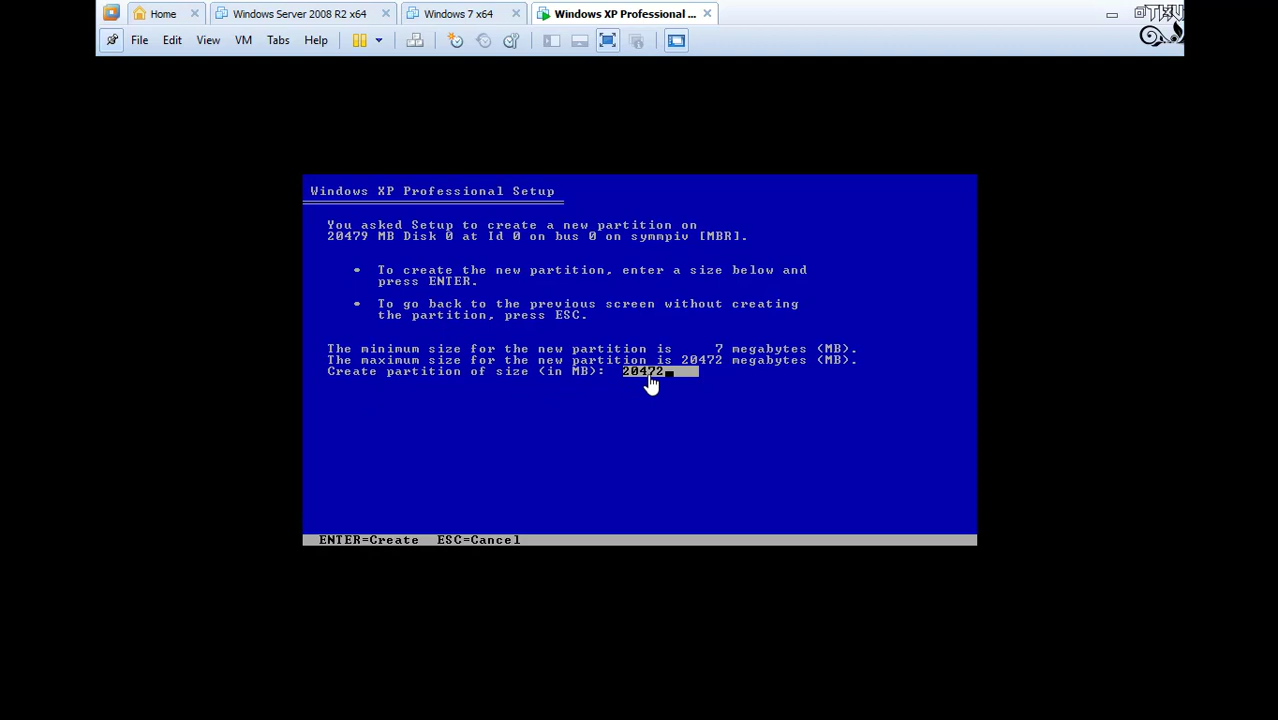 Home
Windows Server 2008 R2 x64
Windows 7 x64
Windows XP Professional ...
File Edit View VM Tabs Help
Windows XP Professional Setup
You asked Setup to create a new partition on
20479 MB Disk 0 at Id 0 on bus 0 on symmpiv [MBR].
• To create the new partition, enter a size below and
press ENTER.
• To go back to the previous screen without creating
the partition, press ESC.
The minimum size for the new partition is 7 megabytes (MB).
The maximum size for the new partition is 20472 megabytes (MB).
Create partition of size (in MB): 20472
ENTER=Create ESC=Cancel